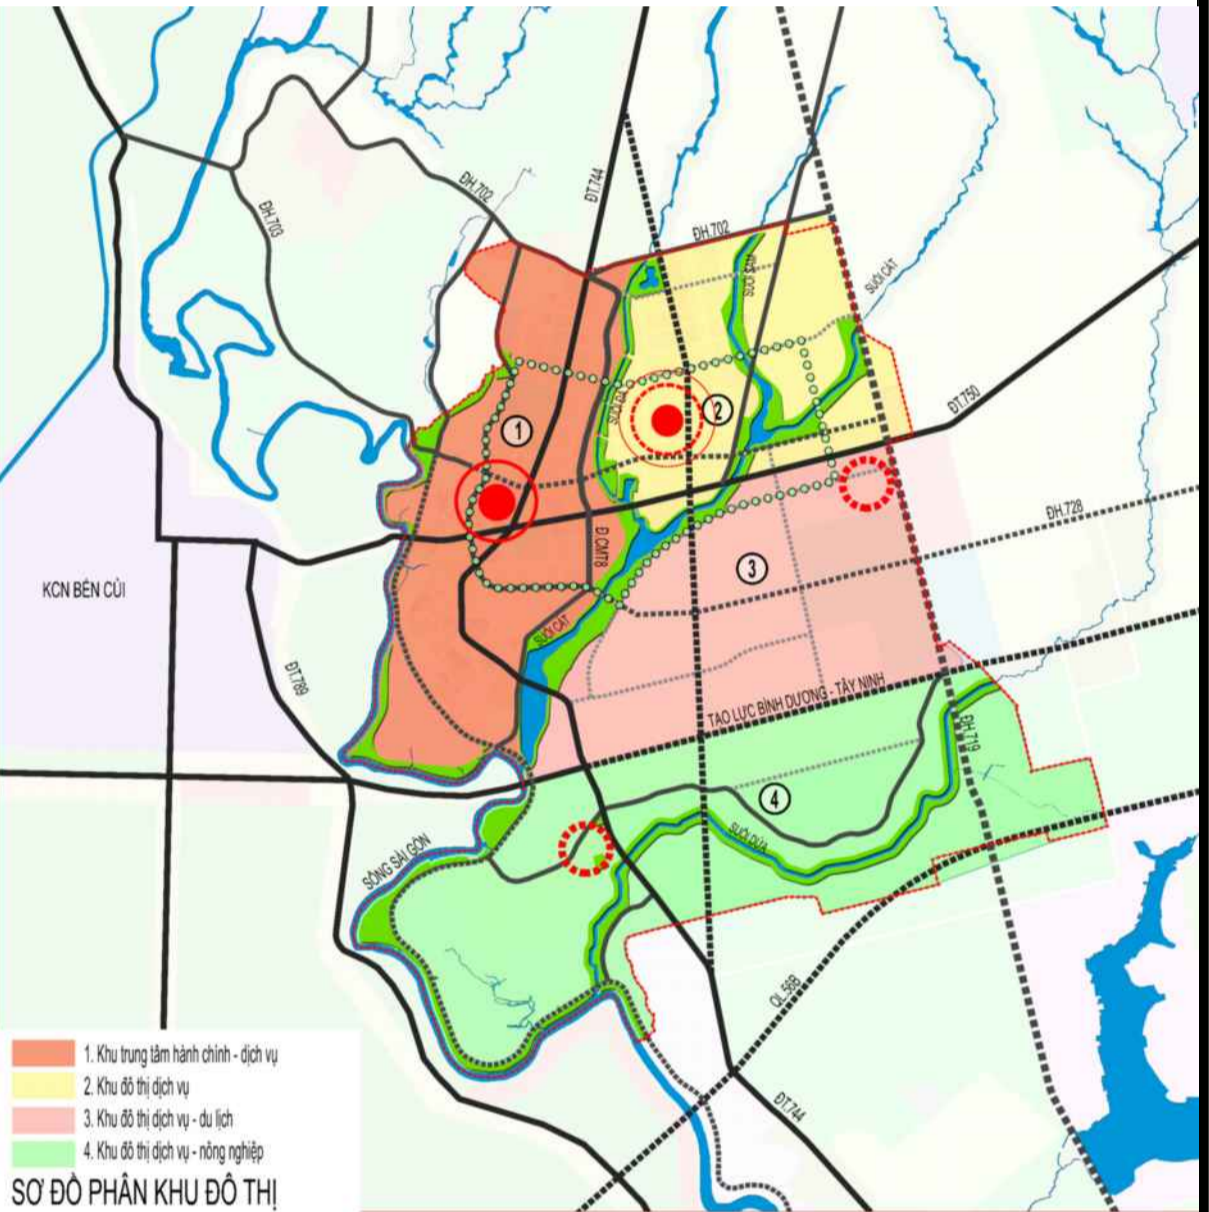 ĐH.702
ĐT.744
ĐH.703
ĐH.702
SUỐI CÁT
ĐT.750
2
1
ĐH.728
Đ.CMT8
3
KCN BẾN CỦI
SUỐI CÁT
ĐT.789
TẠO LỰC BÌNH DƯƠNG - TÂY NINH
ĐH.719
4
SUỐI DỨA
SÔNG SÀI GÒN
QL.56B
ĐT.744
1. Khu trung tâm hành chính - dịch vụ
2. Khu đô thị dịch vụ
3. Khu đô thị dịch vụ - du lịch
4. Khu đô thị dịch vụ - nông nghiệp
SƠ ĐỒ PHÂN KHU ĐÔ THỊ